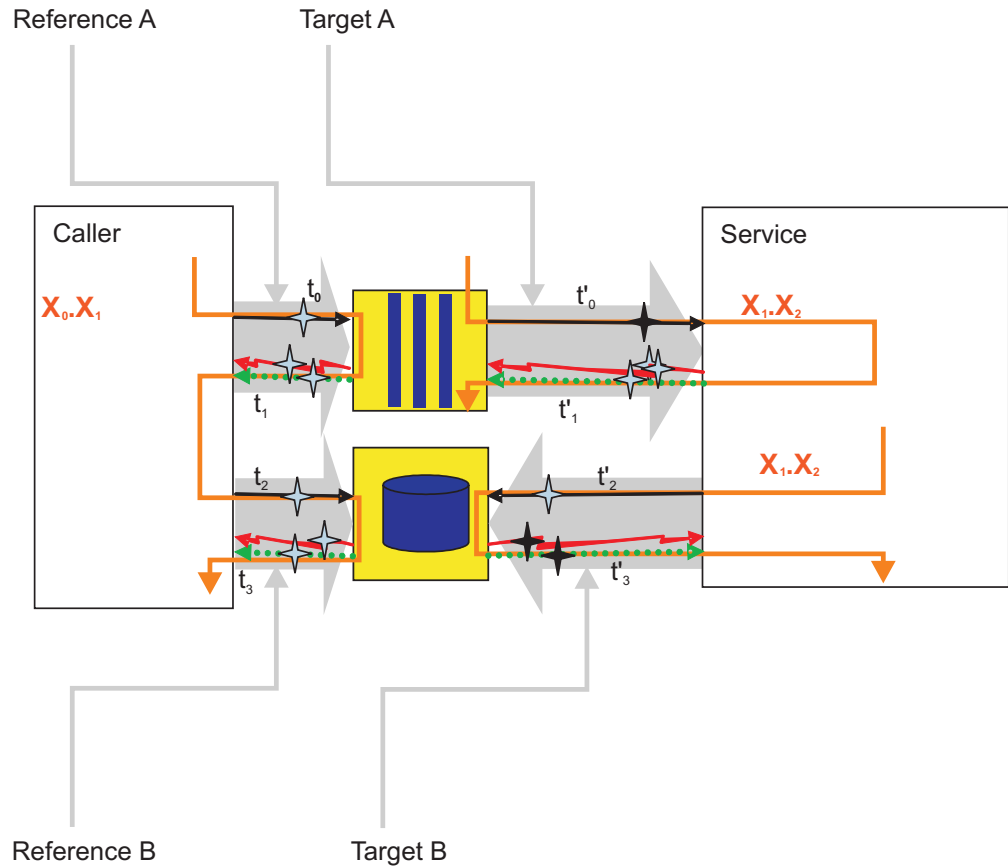 Reference A
Target A
Caller
Service
t₀
t'₀
X₀.X₁
X₁.X₂
t₁
t'₁
t₂
t'₂
X₁.X₂
t₃
t'₃
Reference B
Target B